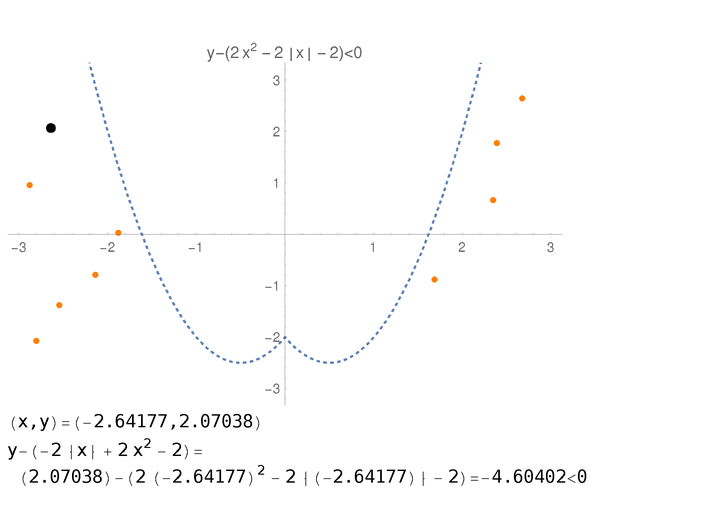 y−(2 x² − 2 |x| − 2)<0
3
2
1
−3 −2 −1 1 2 3
−1
−2
−3
(x,y)=(−2.64177,2.07038)
y−(−2 |x| + 2 x² − 2)=
(2.07038)−(2 (−2.64177)² − 2 |(−2.64177)| − 2)=−4.60402<0